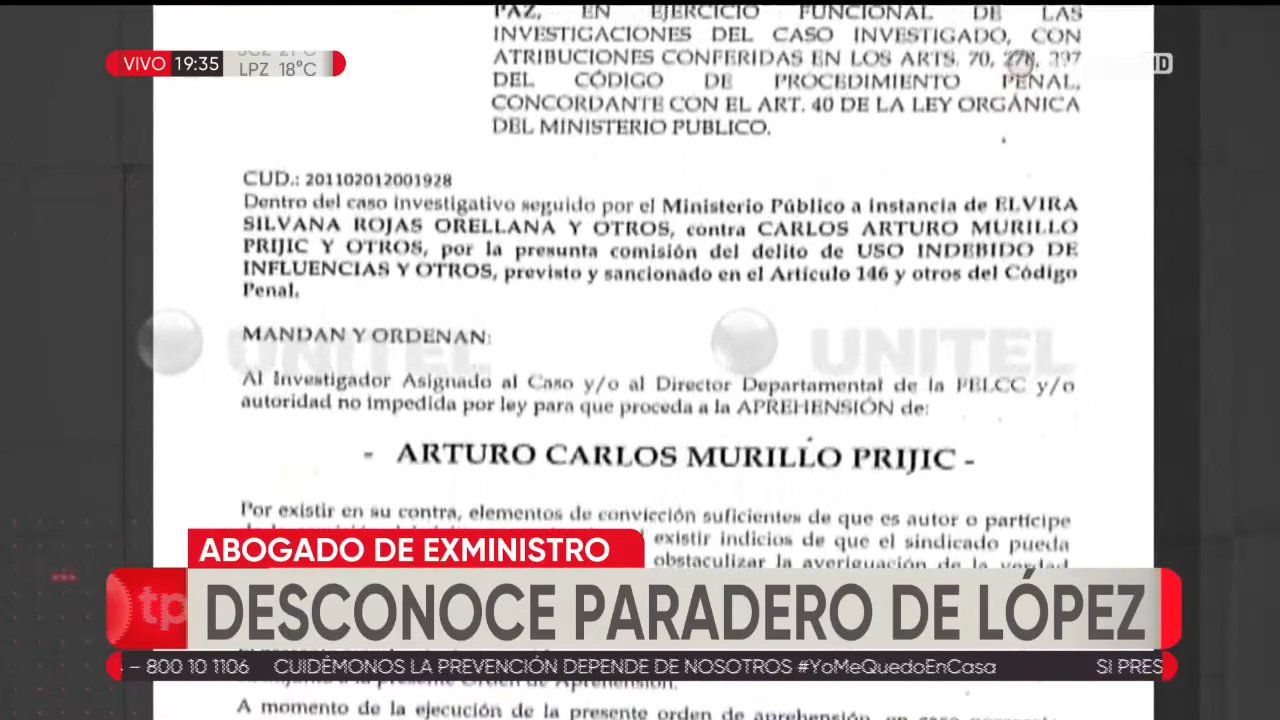 PAZ, EN EJERCICIO FUNCIONAL DE LAS
INVESTIGACIONES DEL CASO INVESTIGADO, CON
ATRIBUCIONES CONFERIDAS EN LOS ARTS. 70,
DEL CÓDIGO DE PROCEDIMIENTO PENAL,
CONCORDANTE CON EL ART. 40 DE LA LEY ORGÁNICA
DEL MINISTERIO PUBLICO.
VIVO 19:35 LPZ 18°C
HD
CUD.: 201102012001928
Dentro del caso investigativo seguido por el Ministerio Público a instancia de ELVIRA
SILVANA ROJAS ORELLANA Y OTROS, contra CARLOS ARTURO MURILLO
PRIJIC Y OTROS, por la presunta comisión del delito de USO INDEBIDO DE
INFLUENCIAS Y OTROS, previsto y sancionado en el Artículo 146 y otros del Código
Penal.
MANDAN Y ORDENAN:
UNITEL UNITEL
Al Investigador Asignado al Caso y/o al Director Departamental de la FELCC y/o
autoridad no impedida por ley para que proceda a la APREHENSIÓN de:
- ARTURO CARLOS MURILLO PRIJIC -
Por existir en su contra, elementos de convicción suficientes de que es autor o partícipe
existir indicios de que el sindicado pueda
obstaculizar la averiguación de la verdad
ABOGADO DE EXMINISTRO
tp
DESCONOCE PARADERO DE LÓPEZ
– 800 10 1106 CUIDÉMONOS LA PREVENCIÓN DEPENDE DE NOSOTROS #YoMeQuedoEnCasa SI PRES
presente Orden de Aprehensión.
A momento de la ejecución de la presente orden de aprehensión, en caso